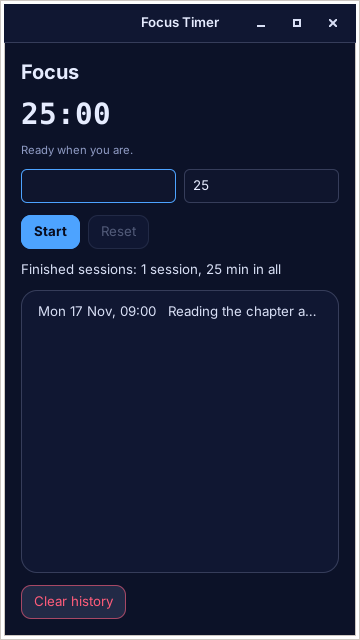 Focus Timer
Focus
25:00
Ready when you are.
25
Start Reset
Finished sessions: 1 session, 25 min in all
Mon 17 Nov, 09:00 Reading the chapter a...
Clear history